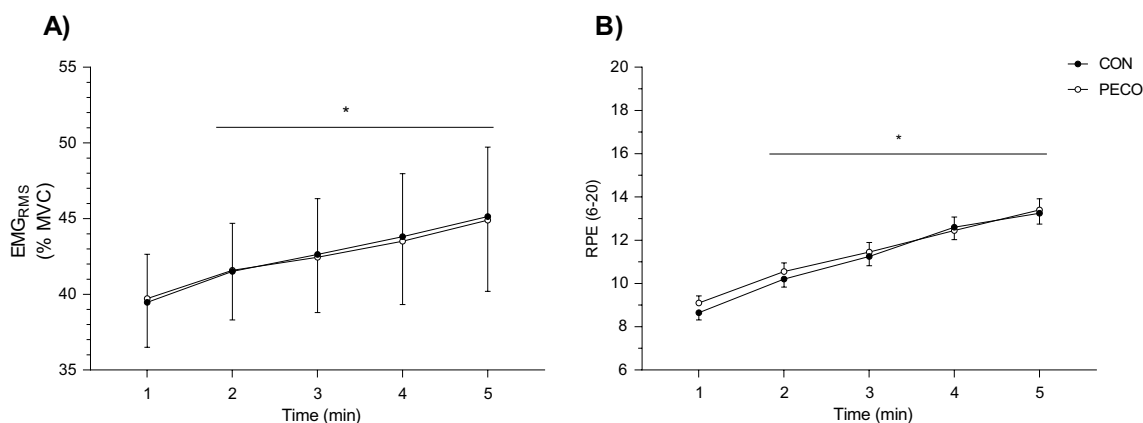 A)
55
50
45
40
35
EMGRMS
(% MVC)
*
1 2 3 4 5
Time (min)
B)
20
18
16
14
12
10
8
6
RPE (6-20)
*
1 2 3 4 5
Time (min)
CON
PECO